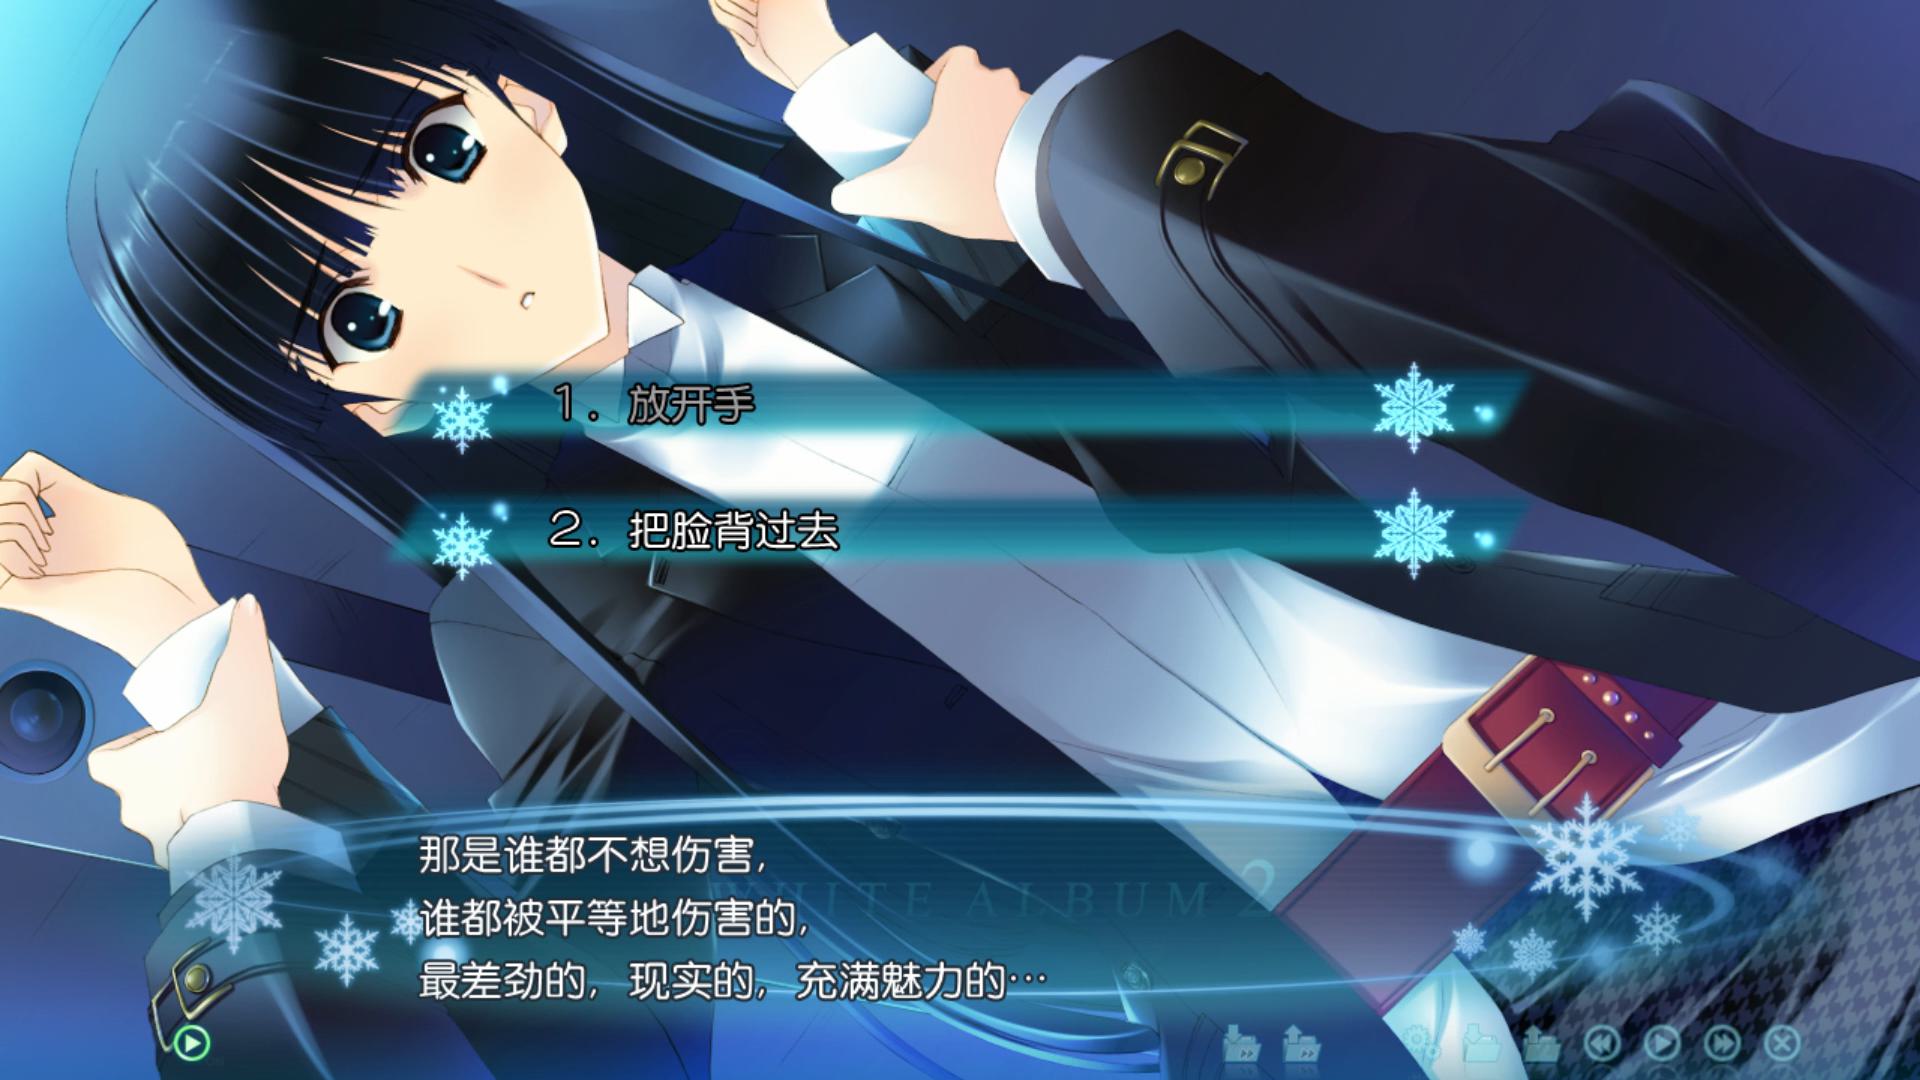 1. 放开手
2. 把脸背过去
那是谁都不想伤害,
谁都被平等地伤害的,
WHITE ALBUM 2
最差劲的, 现实的, 充满魅力的…